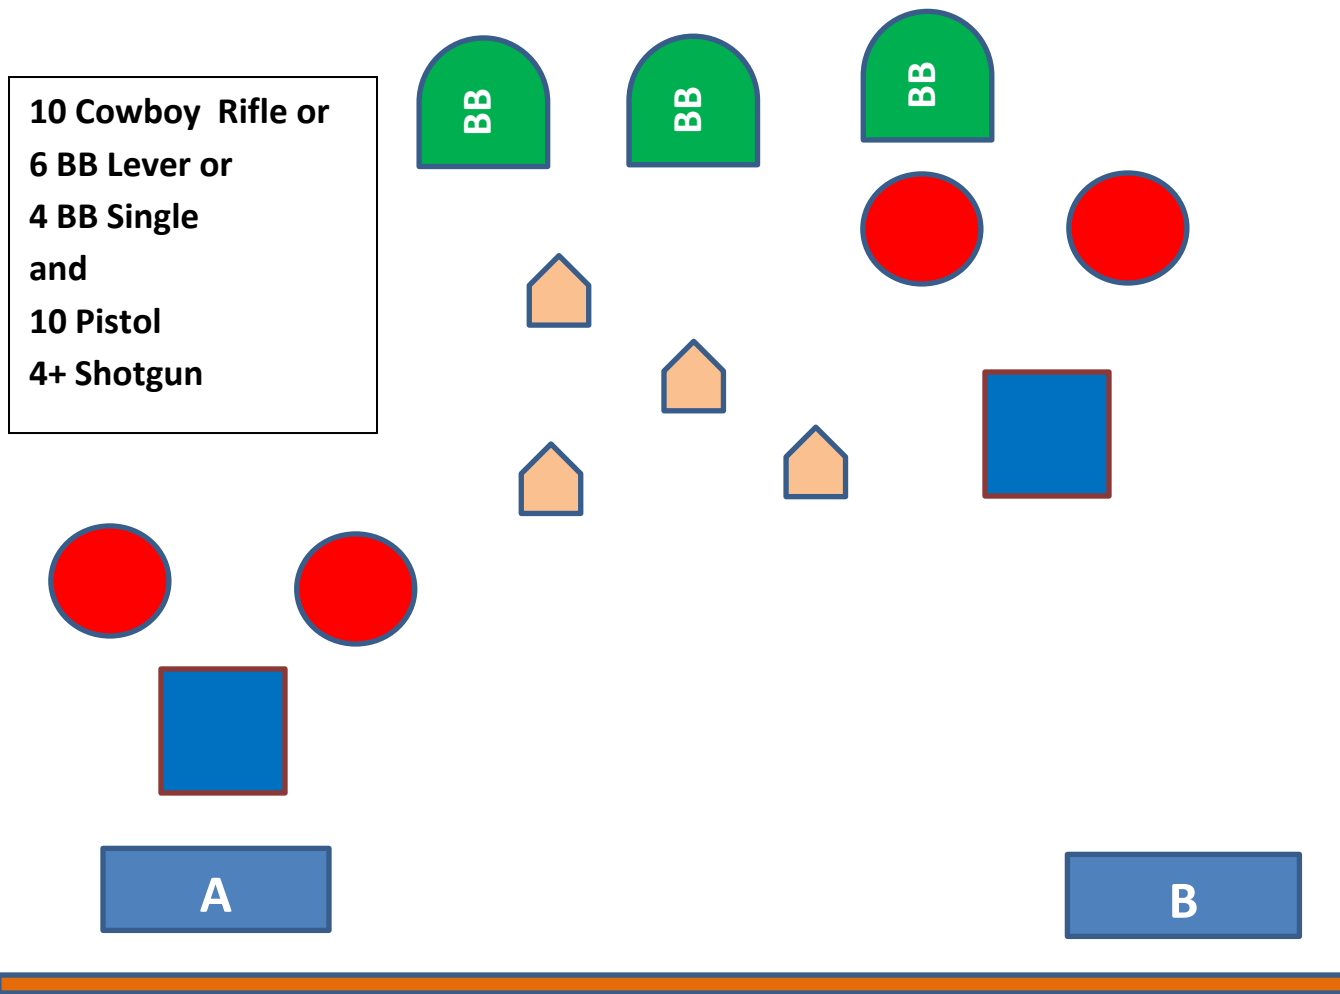 BB
BB
BB
10 Cowboy  Rifle or
6 BB Lever or
4 BB Single
and
10 Pistol
4+ Shotgun
A
B